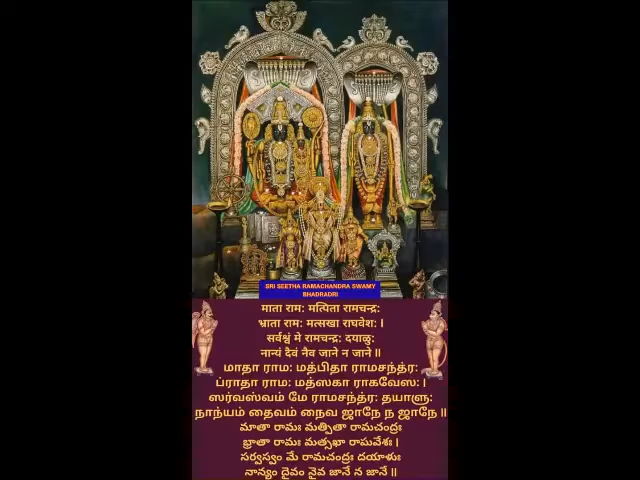 SRI SEETHA RAMACHANDRA SWAMY
BHADRADRI
माता राम: मत्पिता रामचन्द्र:
भ्राता राम: मत्सखा राघवेश: ।
सर्वश्वं मे रामचन्द्र: दयाळु:
नान्यं दैवं नैव जाने न जाने ॥
மாதா ராம: மத்பிதா ராமசந்த்ர:
ப்ராதா ராம: மத்ஸகா ராகவேஸ: ।
ஸர்வஸ்வம் மே ராமசந்த்ர: தயாளு:
நாந்யம் தைவம் நைவ ஜானே ந ஜானே ॥
మాతా రామః మత్పితా రామచంద్రః
భ్రాతా రామః మత్సఖా రాఘవేశః ।
సర్వస్వం మే రామచంద్రః దయాళుః
నాన్యం దైవం నైవ జానే న జానే ॥